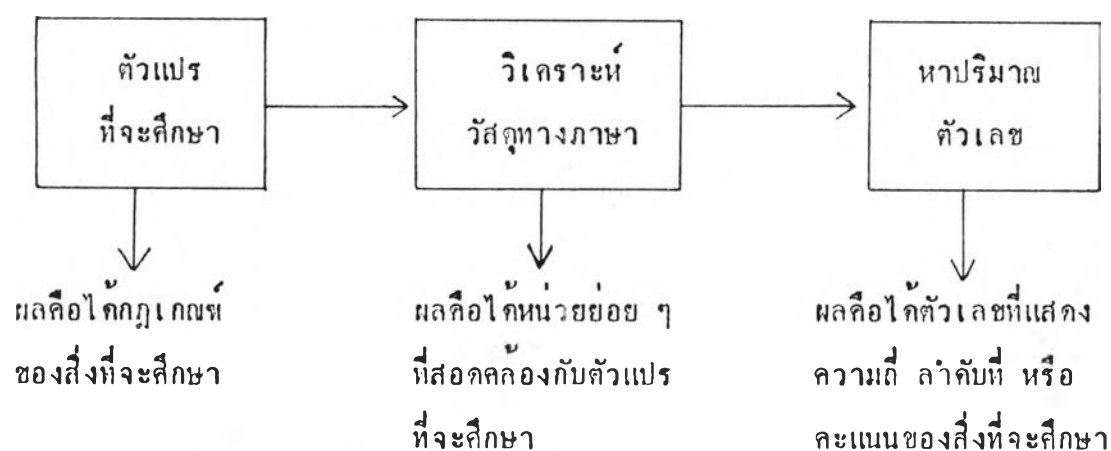 ตัวแปร
ที่จะศึกษา
วิเคราะห์
วัสดุทางภาษา
หาปริมาณ
ตัวเลข
ผลคือได้กฎเกณฑ์
ของสิ่งที่จะศึกษา
ผลคือได้หน่วยย่อย ๆ
ที่สอดคล้องกับตัวแปร
ที่จะศึกษา
ผลคือได้ตัวเลขที่แสดง
ความถี่ ลำดับที่ หรือ
คะแนนของสิ่งที่จะศึกษา